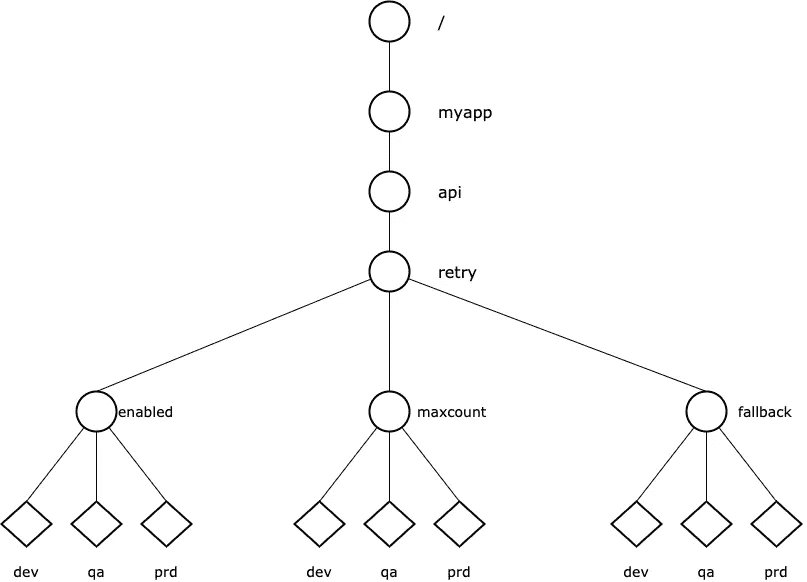 /
myapp
api
retry
enabled
maxcount
fallback
dev qa prd dev qa prd dev qa prd